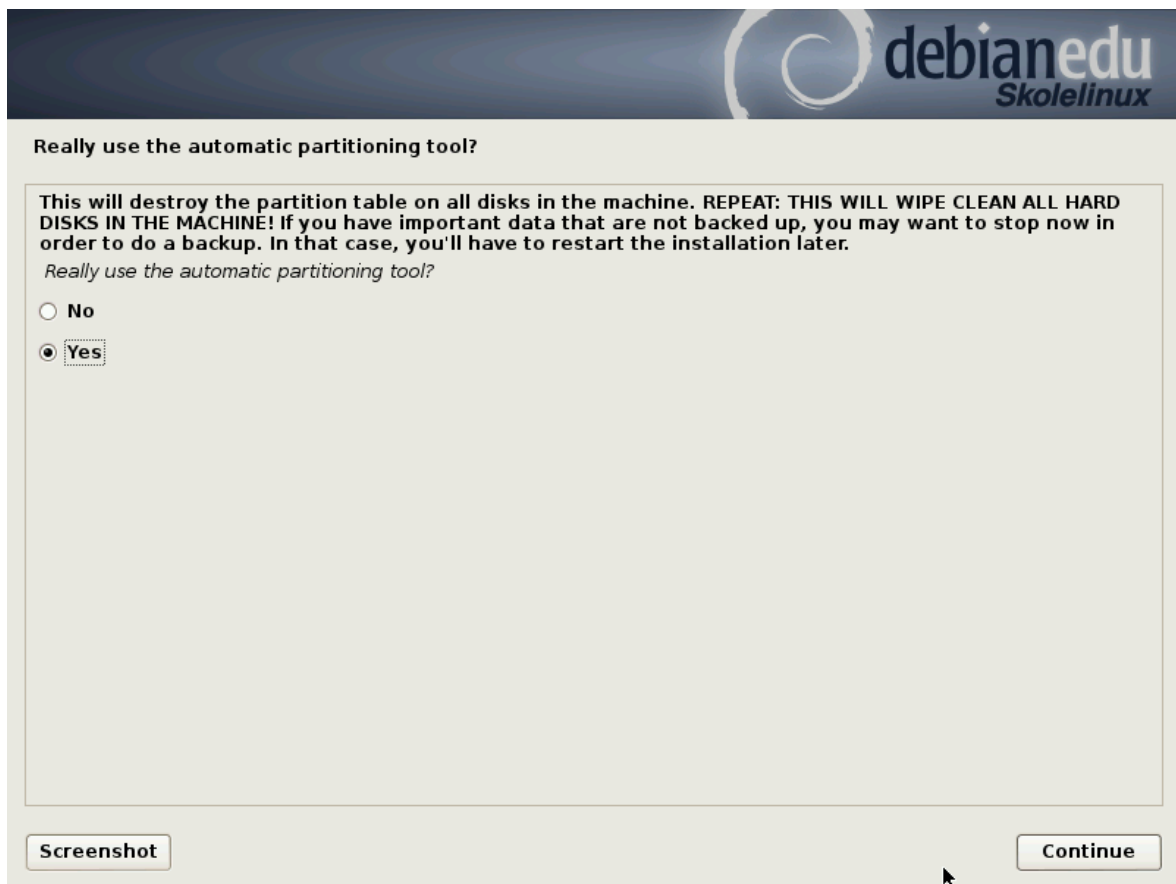 debianedu
Skolelinux
Really use the automatic partitioning tool?
This will destroy the partition table on all disks in the machine. REPEAT: THIS WILL WIPE CLEAN ALL HARD
DISKS IN THE MACHINE! If you have important data that are not backed up, you may want to stop now in
order to do a backup. In that case, you'll have to restart the installation later.
Really use the automatic partitioning tool?
No
Yes
Screenshot
Continue